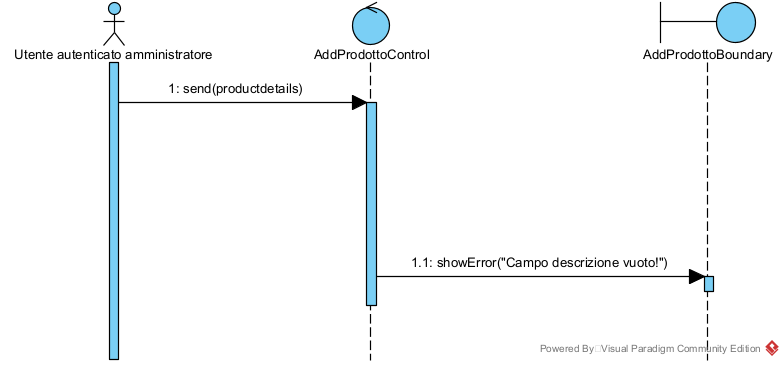 Utente autenticato amministratore
AddProdottoControl
AddProdottoBoundary
1: send(productdetails)
1.1: showError("Campo descrizione vuoto!")
Powered By Visual Paradigm Community Edition